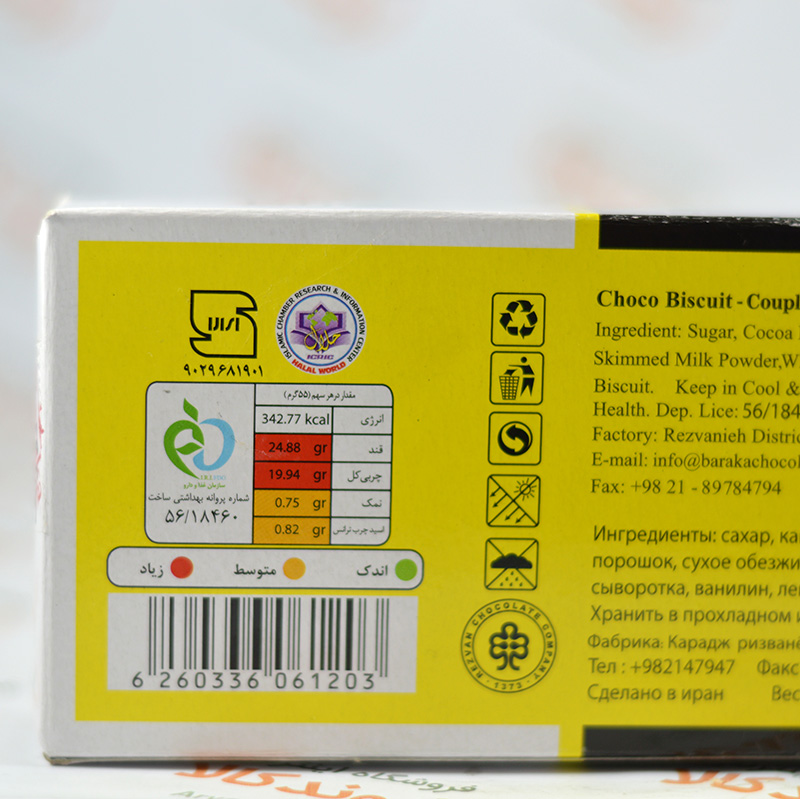 ۹۰۲۹۶۸۱۹۰۱
ISLAMIC CHAMBER RESEARCH & INFORMATION CENTER
ICRIC
HALAL WORLD
سازمان غذا و دارو
شماره پروانه بهداشتی ساخت
۵۶/۱۸۴۶۰
مقدار در هر سهم (۵۵گرم)
انرژی 342.77 kcal
قند 24.88 gr
چربی کل 19.94 gr
نمک 0.75 gr
اسید چرب ترانس 0.82 gr
اندک متوسط زیاد
6 260336 061203
REZVAN CHOCOLATE COMPANY
1373
Choco Biscuit - Coupl
Ingredient: Sugar, Cocoa
Skimmed Milk Powder,W
Biscuit. Keep in Cool &
Health. Dep. Lice: 56/184
Factory: Rezvanieh Distric
E-mail: info@barakachocol
Fax: +98 21 - 89784794
Ингредиенты: сахар, ка
порошок, сухое обезжи
сыворотка, ванилин, ле
Хранить в прохладном и
Фабрика: Карадж ризване
Тел : +982147947 Факс
Сделано в иран Вес
فروشگاه